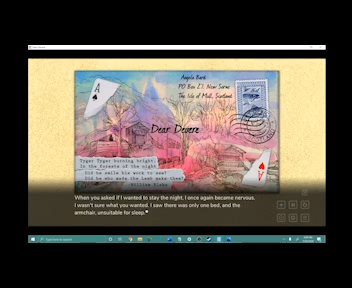 Angela Bank
PO Box 27, New Sarne
The Isle of Mull, Scotland
A
Dear Devere
Tyger Tyger burning bright,
In the forests of the night
Did he smile his work to see?
Did he who made the Lamb make thee?
-William Blake
A
When you asked if I wanted to stay the night, I once again became nervous.
I wasn't sure what you wanted. I saw there was only one bed, and the
armchair, unsuitable for sleep.